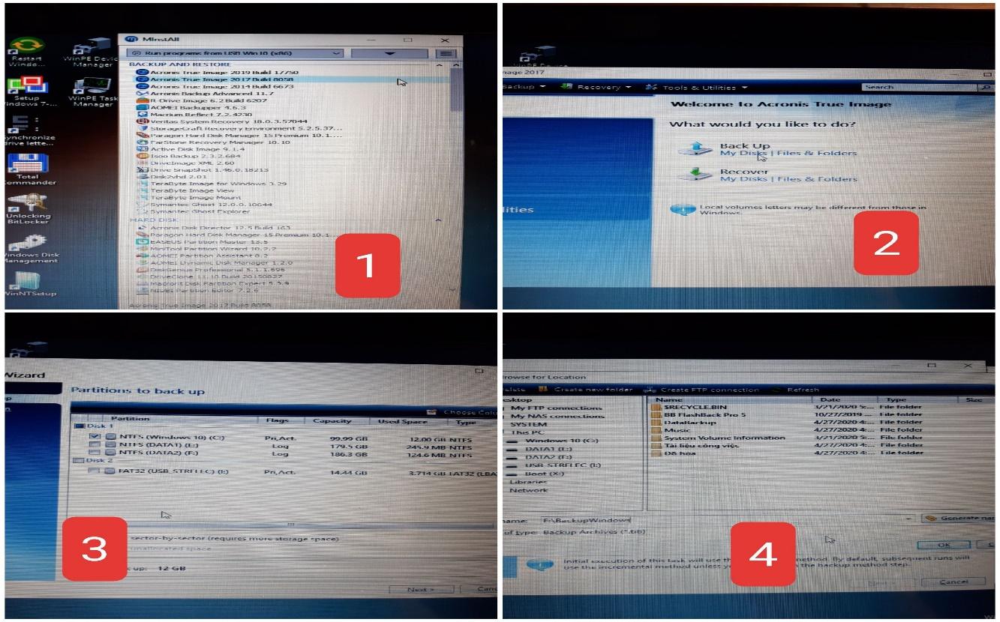 Restart
Windo...
WinPE Devic
Manager
Setup
indows 7-...
WinPE Task
Manager
ynchronize
drive lette...
Total
Commander
Unlocking
BitLocker
indows Disk
anagement
WinNTSetup
MInstAll
Run programs from USB Win10 (x86)
BACKUP AND RESTORE
Acronis True Image 2019 Build 17750
Acronis True Image 2017 Build 8058
Acronis True Image 2014 Build 6673
Acronis Backup Advanced 11.7
R-Drive Image 6.2 Build 6207
AOMEI Backupper 4.6.3
Macrium Reflect 7.2.4230
Veritas System Recovery 18.0.3.57044
StorageCraft Recovery Environment 5.2.5.37...
Paragon Hard Disk Manager 15 Premium 10.1....
FarStone Recovery Manager 10.10
Active Disk Image 9.1.4
Isoo Backup 2.3.2.684
DriveImage XML 2.60
Drive SnapShot 1.46.0.18213
Disk2vhd 2.01
TeraByte Image for Windows 3.29
TeraByte Image View
TeraByte Image Mount
Symantec Ghost 12.0.0.10644
Symantec Ghost Explorer
HARD DISK
Acronis Disk Director 12.5 Build 163
Paragon Hard Disk Manager 15 Premium 10.1....
EASEUS Partition Master 13.5
MiniTool Partition Wizard 10.2.2
AOMEI Partition Assistant 8.2
AOMEI Dynamic Disk Manager 1.2.0
DiskGenius Professional 5.1.1.696
DriveClone 11.10 Build 20150827
Macrorit Disk Partition Expert 5.3.9
NIUBI Partition Editor 7.2.6
Acronis True Image 2017 Build 8058
1
WinPE Device
mage 2017
Backup
Recovery
Tools & Utilities
Search
Welcome to Acronis True Image
What would you like to do?
Back Up
My Disks | Files & Folders
Recover
My Disks | Files & Folders
lities
Local volumes letters may be different from those in
Windows.
2
Wizard
Partitions to back up
Choose Colu
Partition Flags Capacity Used Space Type
Disk 1
NTFS (Windows 10) (C:) Pri,Act. 99.99 GB 12.00 GB NTFS
NTFS (DATA1) (E:) Log 179.5 GB 245.9 MB NTFS
NTFS (DATA2) (F:) Log 186.3 GB 124.6 MB NTFS
Disk 2
FAT32 (USB_STRELEC) (I:) Pri,Act. 14.44 GB 3.714 GB FAT32 (LBA
sector-by-sector (requires more storage space)
unallocated space
k up: 12 GB
Next >
Canc
3
rowse for Location
elete
Create new folder
Create FTP connection
Refresh
esktop
My FTP connections
My NAS connections
SYSTEM
This PC
Windows 10 (C:)
DATA1 (E:)
DATA2 (F:)
USB_STRELEC (I:)
Boot (X:)
Libraries
Network
Name Date Type Size
$RECYCLE.BIN 3/21/2020 5:... File folder
BB FlashBack Pro 5 10/27/2019 ... File folder
DataBackup 4/27/2020 4:... File folder
Music 4/27/2020 4:... File folder
System Volume Information 3/21/2020 5:... File folder
Tài liệu công việc 4/27/2020 4:... File folder
Đồ họa 4/27/2020 4:... File folder
name: F:\BackupWindows
Generate nam
of type: Backup Archives (*.tib)
OK
C
Initial execution of this task will use th ethod. By default, subsequent runs will
use the incremental method unless y the backup method step.
Next >
Cancel
4